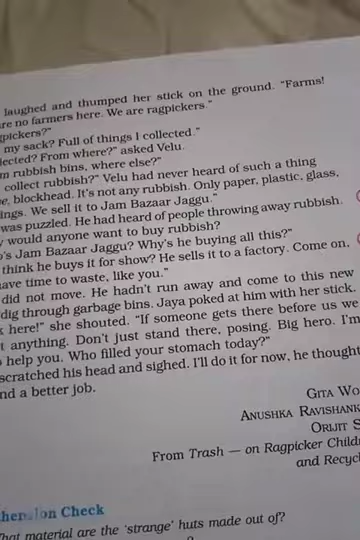 laughed and thumped her stick on the ground. “Farms!
re no farmers here. We are ragpickers.”
gpickers?”
my sack? Full of things I collected.”
lected? From where?” asked Velu.
m rubbish bins, where else?”
collect rubbish?” Velu had never heard of such a thing
e, blockhead. It's not any rubbish. Only paper, plastic, glass,
ings. We sell it to Jam Bazaar Jaggu.”
was puzzled. He had heard of people throwing away rubbish.
y would anyone want to buy rubbish?
o's Jam Bazaar Jaggu? Why's he buying all this?”
think he buys it for show? He sells it to a factory. Come on,
ave time to waste, like you.”
did not move. He hadn't run away and come to this new
dig through garbage bins. Jaya poked at him with her stick.
k here!” she shouted. “If someone gets there before us we
t anything. Don't just stand there, posing. Big hero. I'm
o help you. Who filled your stomach today?”
scratched his head and sighed. I'll do it for now, he thought
nd a better job.
GITA WO
ANUSHKA RAVISHANK
ORIJIT S
From Trash — on Ragpicker Childr
and Recyc
hension Check
hat material are the ‘strange’ huts made out of?